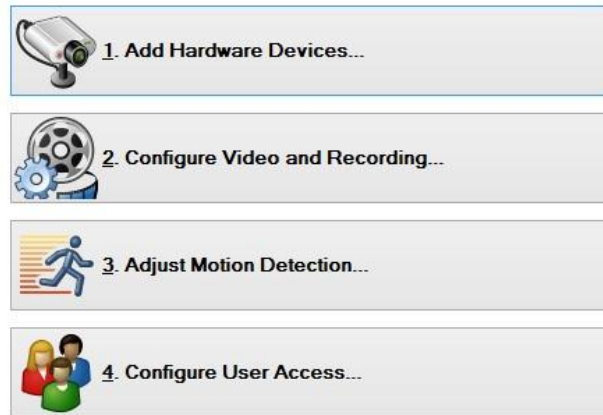 1. Add Hardware Devices...
2. Configure Video and Recording...
3. Adjust Motion Detection...
4. Configure User Access...